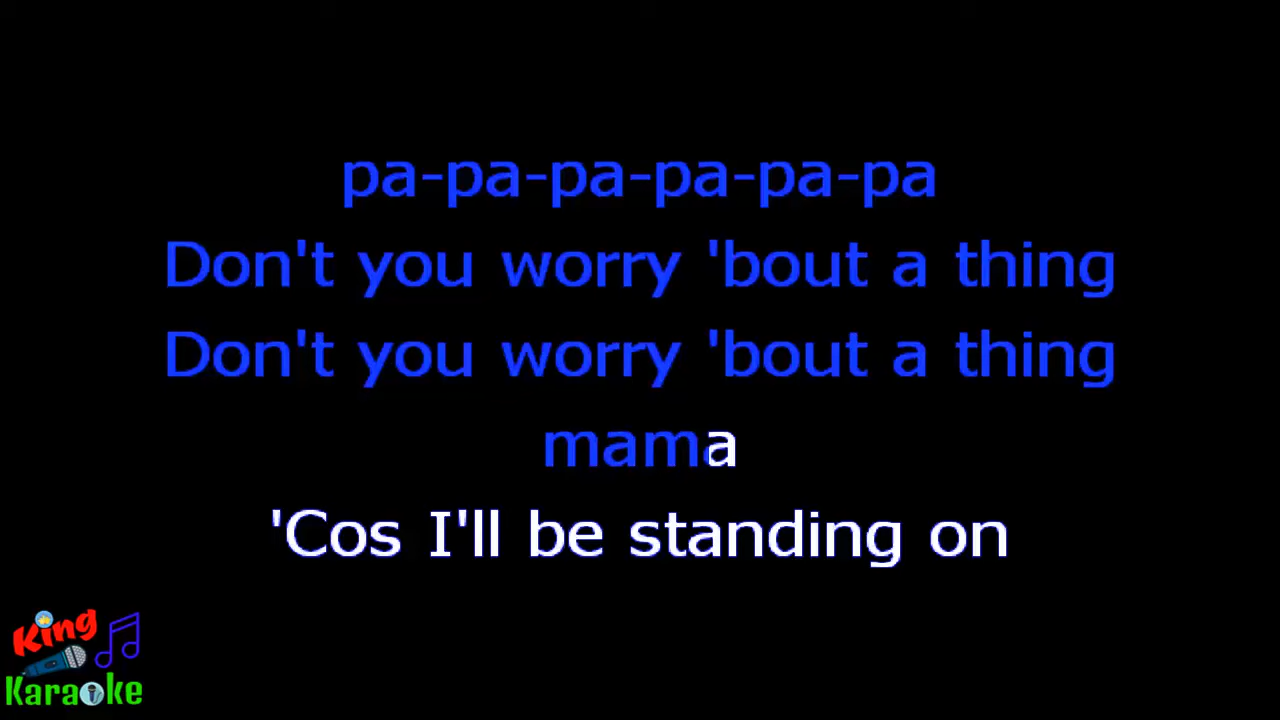 pa-pa-pa-pa-pa-pa
Don't you worry 'bout a thing
Don't you worry 'bout a thing
mama
'Cos I'll be standing on
King
Karaoke